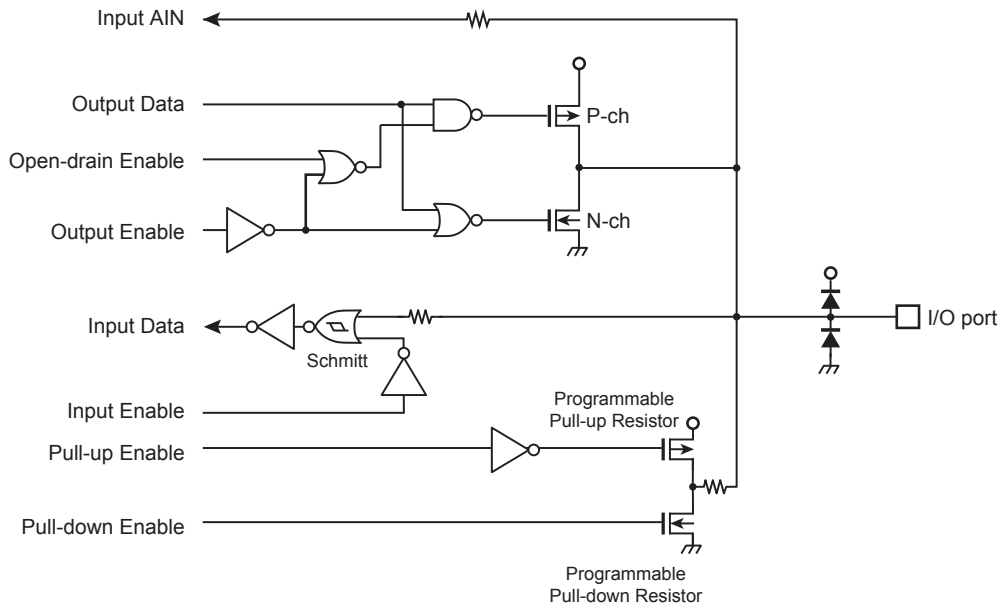 Input AIN
Output Data
P-ch
Open-drain Enable
N-ch
Output Enable
Input Data
I/O port
Schmitt
Input Enable
Programmable
Pull-up Resistor
Pull-up Enable
Pull-down Enable
Programmable
Pull-down Resistor